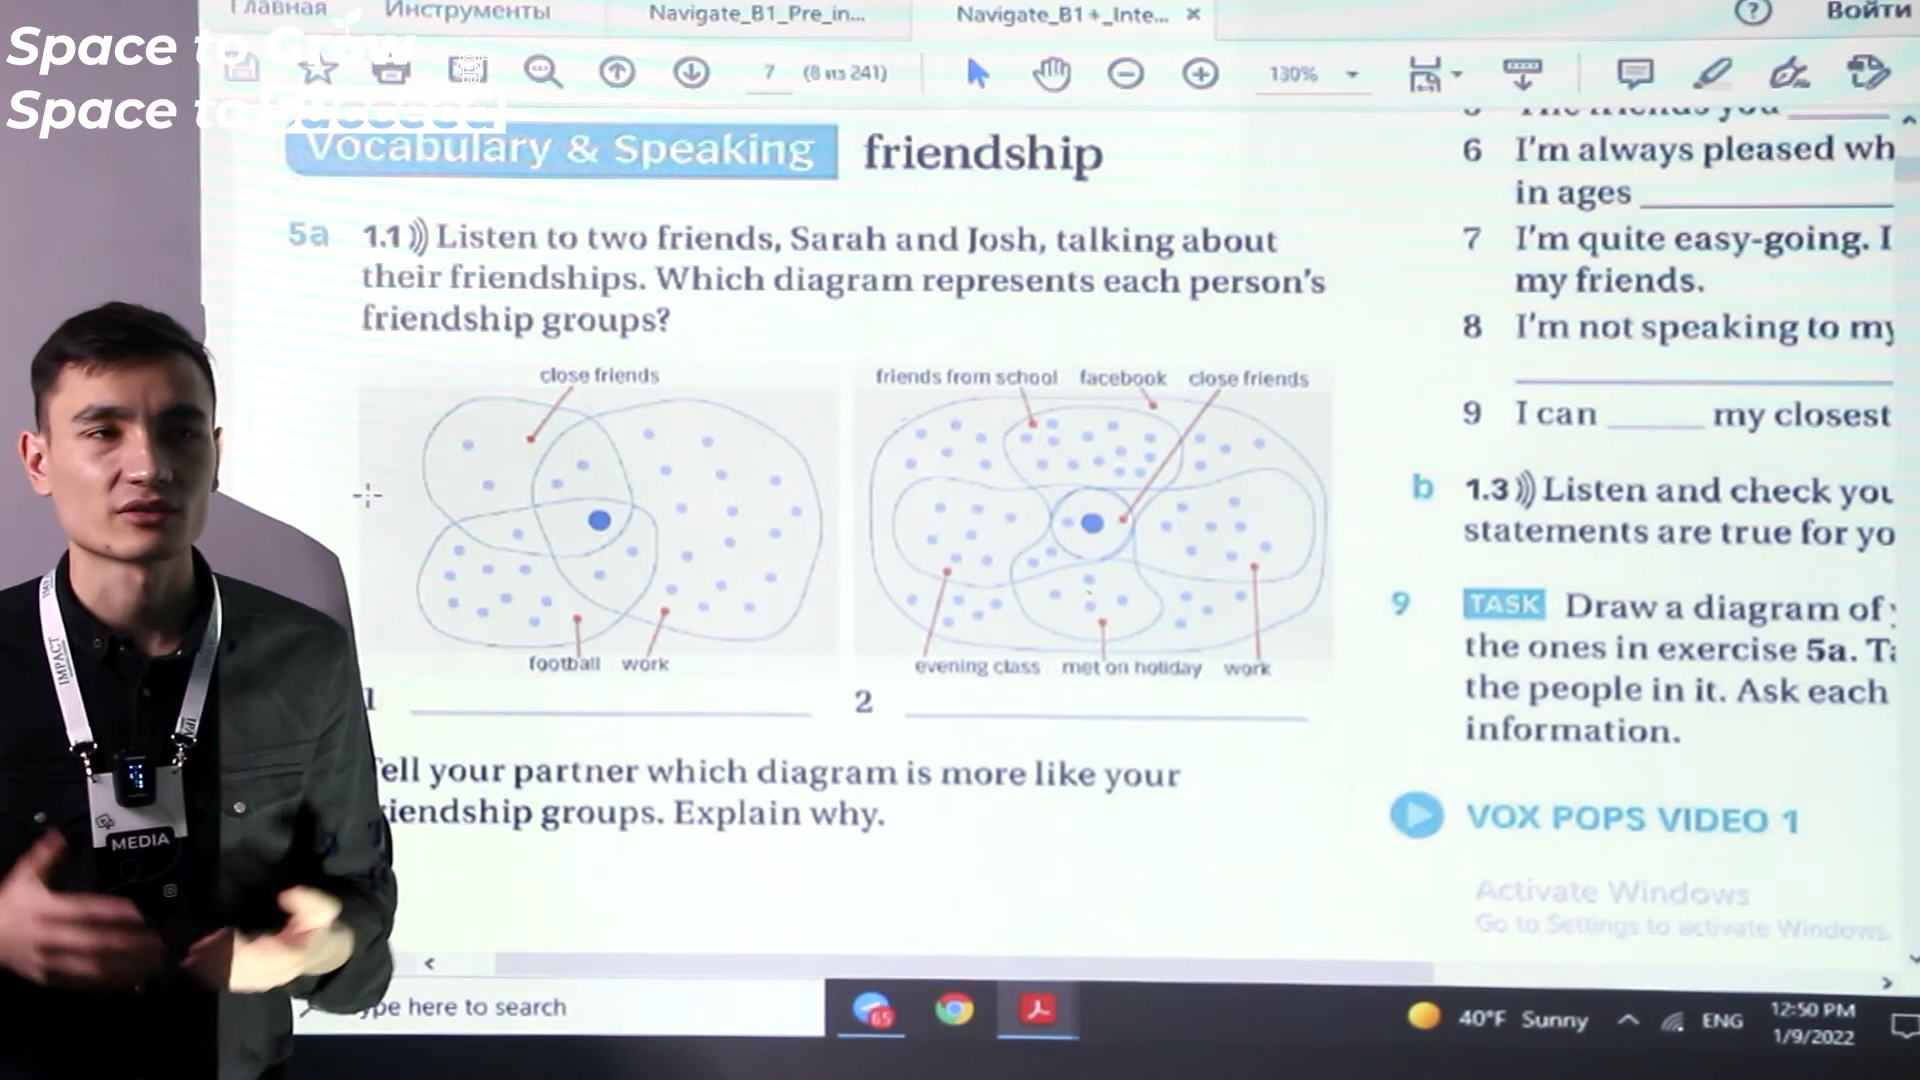 Главная
Инструменты
Navigate_B1_Pre_in...
Navigate_B1+_Inte...
?
Войти
Space to Grow
Space to Succeed
7
(8 из 241)
130%
Vocabulary & Speaking
friendship
5a 1.1 Listen to two friends, Sarah and Josh, talking about
their friendships. Which diagram represents each person's
friendship groups?
close friends
football
work
1
friends from school
facebook
close friends
evening class
met on holiday
work
2
ell your partner which diagram is more like your
iendship groups. Explain why.
The friends you
6 I'm always pleased wh
in ages
7 I'm quite easy-going. I
my friends.
8 I'm not speaking to my
9 I can ____ my closest
b 1.3 Listen and check you
statements are true for yo
9 TASK Draw a diagram of
the ones in exercise 5a. Ta
the people in it. Ask each
information.
VOX POPS VIDEO 1
Activate Windows
Go to Settings to activate Windows.
IMPACT
MEDIA
pe here to search
65
40°F Sunny
ENG
12:50 PM
1/9/2022